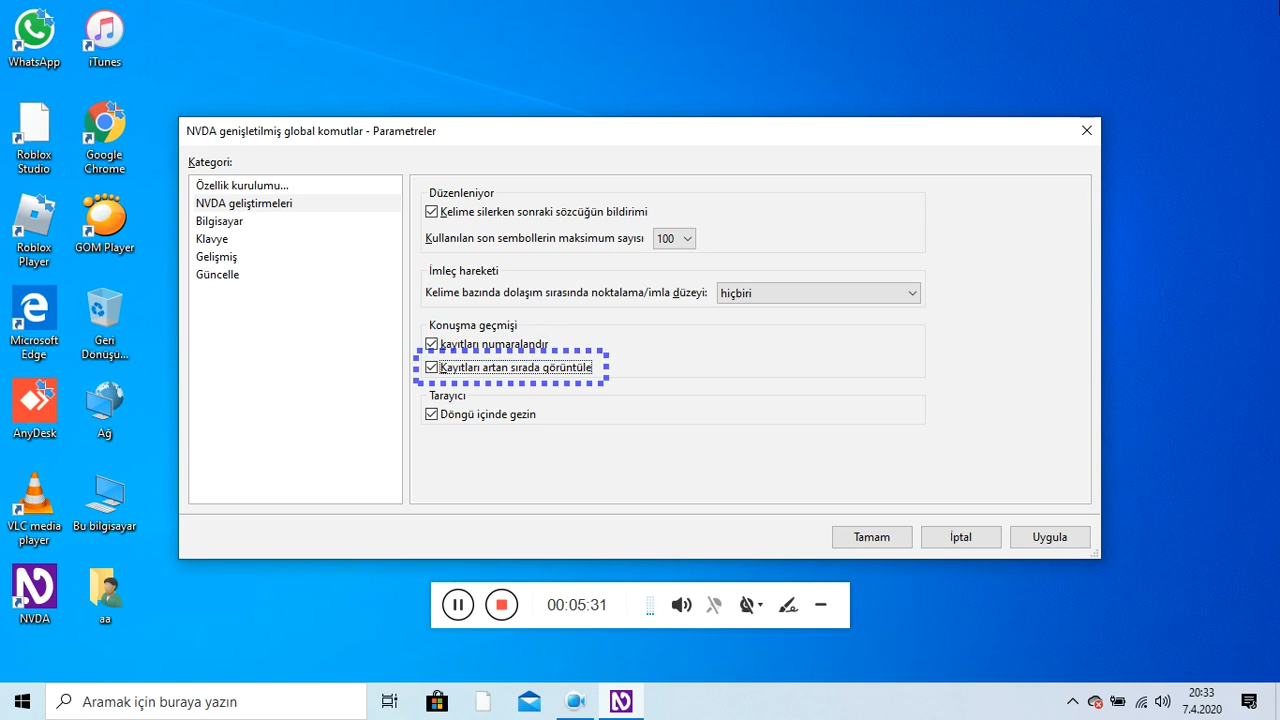 WhatsApp
iTunes
Roblox
Studio
Google
Chrome
Roblox
Player
GOM Player
Microsoft
Edge
Geri
Dönüşü...
AnyDesk
Ağ
VLC media
player
Bu bilgisayar
NVDA
aa
NVDA genişletilmiş global komutlar - Parametreler
Kategori:
Özellik kurulumu...
NVDA geliştirmeleri
Bilgisayar
Klavye
Gelişmiş
Güncelle
Düzenleniyor
Kelime silerken sonraki sözcüğün bildirimi
Kullanılan son sembollerin maksimum sayısı 100
İmleç hareketi
Kelime bazında dolaşım sırasında noktalama/imla düzeyi: hiçbiri
Konuşma geçmişi
kayıtları numaralandır
Kayıtları artan sırada görüntüle
Tarayıcı
Döngü içinde gezin
Tamam
İptal
Uygula
00:05:31
Aramak için buraya yazın
20:33
7.4.2020